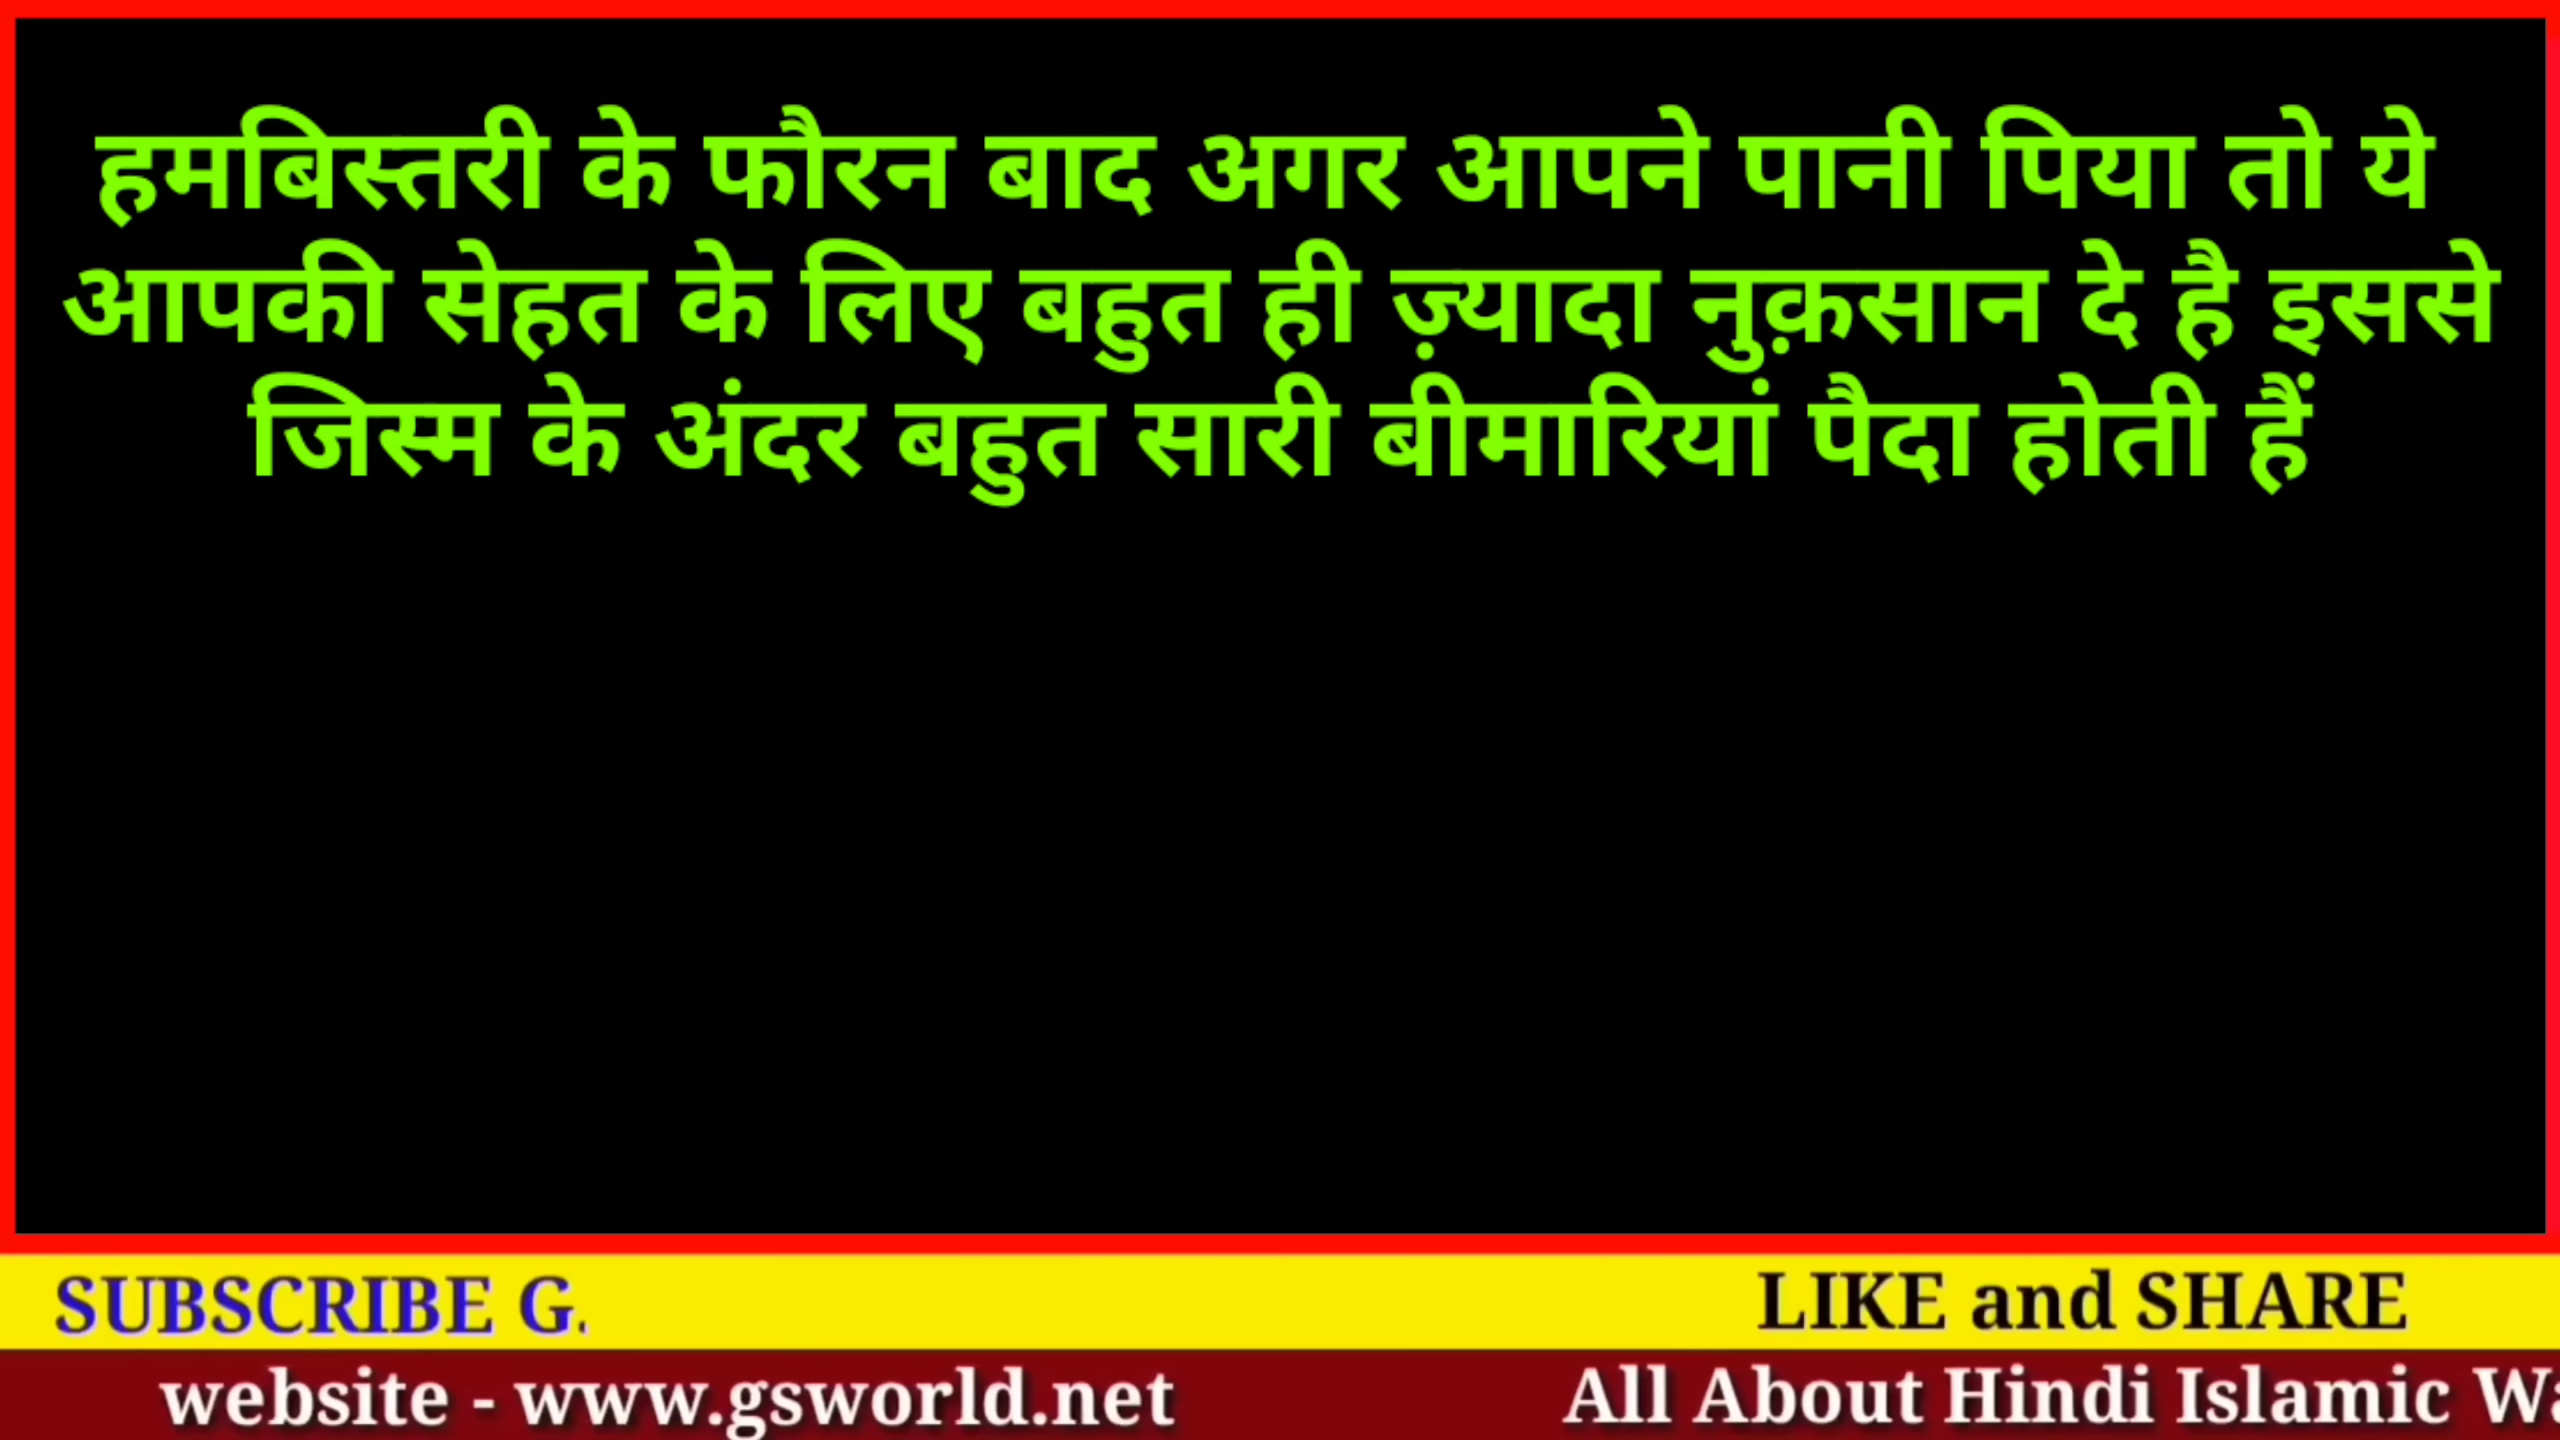 हमबिस्तरी के फौरन बाद अगर आपने पानी पिया तो ये
आपकी सेहत के लिए बहुत ही ज़्यादा नुक़सान दे है इससे
जिस्म के अंदर बहुत सारी बीमारियां पैदा होती हैं
SUBSCRIBE G.
LIKE and SHARE
website - www.gsworld.net
All About Hindi Islamic